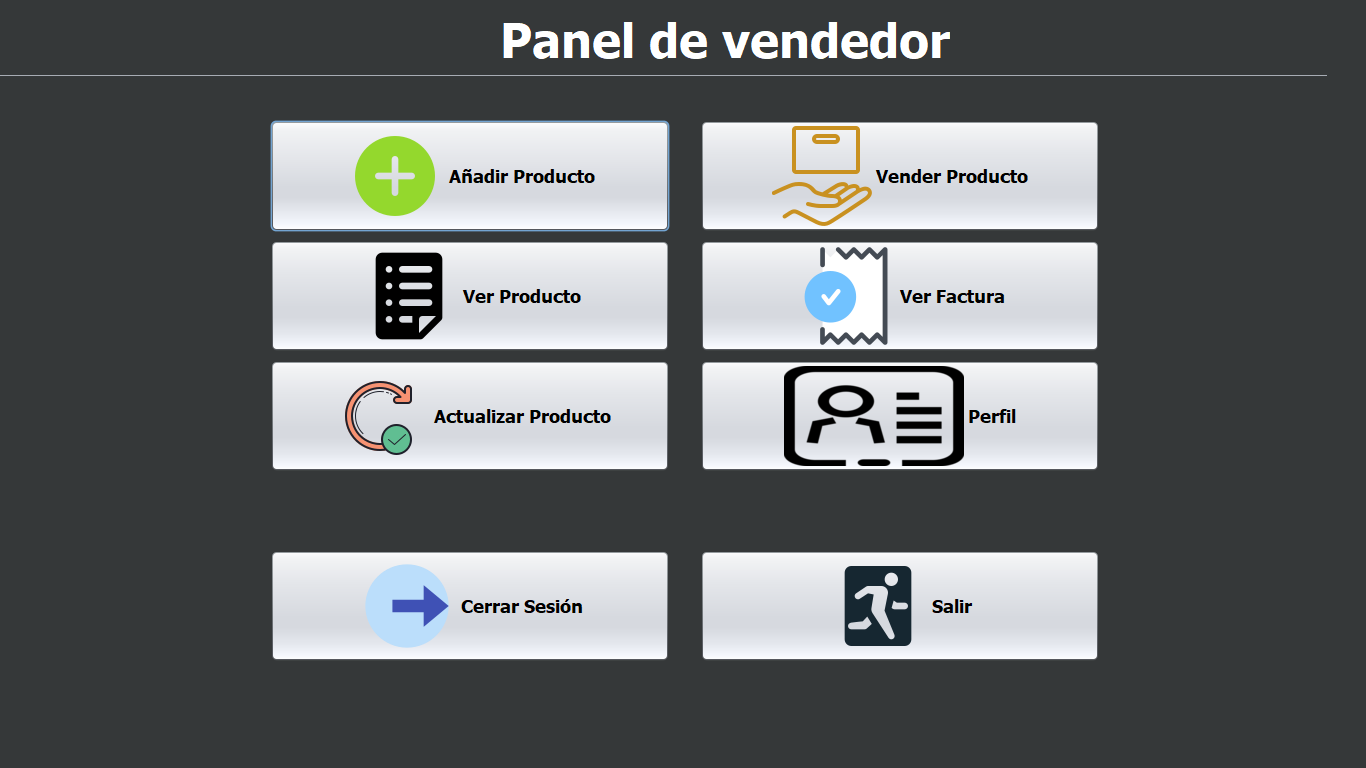 Panel de vendedor
Añadir Producto
Vender Producto
Ver Producto
Ver Factura
Actualizar Producto
Perfil
Cerrar Sesión
Salir